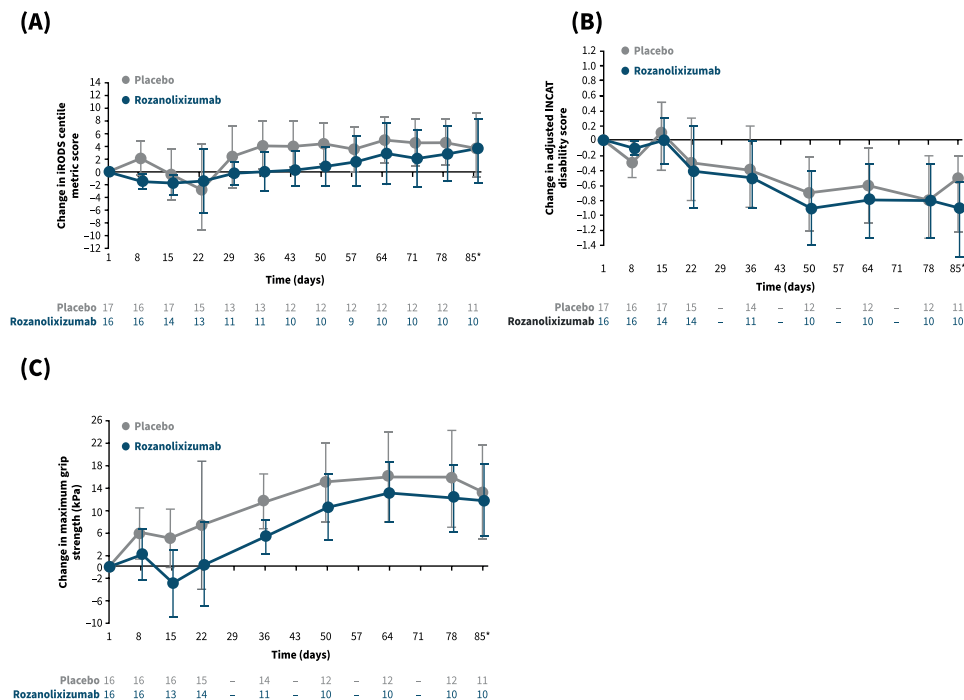 (A)
Placebo
Rozanolixizumab
Change in iRODS centile
metric score
14
12
10
8
6
4
2
0
–2
–4
–6
–8
–10
–12
1 8 15 22 29 36 43 50 57 64 71 78 85*
Time (days)
Placebo 17 16 17 15 13 13 12 12 12 12 12 12 11
Rozanolixizumab 16 16 14 13 11 11 10 10 9 10 10 10 10
(B)
Placebo
Rozanolixizumab
Change in adjusted INCAT
disability score
1.2
1.0
0.8
0.6
0.4
0.2
0
–0.2
–0.4
–0.6
–0.8
–1.0
–1.2
–1.4
1 8 15 22 29 36 43 50 57 64 71 78 85*
Time (days)
Placebo 17 16 17 15 – 14 – 12 – 12 – 12 11
Rozanolixizumab 16 16 14 14 – 11 – 10 – 10 – 10 10
(C)
Placebo
Rozanolixizumab
Change in maximum grip
strength (kPa)
26
22
18
14
10
6
2
0
–2
–6
–10
1 8 15 22 29 36 43 50 57 64 71 78 85*
Time (days)
Placebo 16 16 16 15 – 14 – 12 – 12 – 12 11
Rozanolixizumab 16 16 13 14 – 11 – 10 – 10 – 10 10